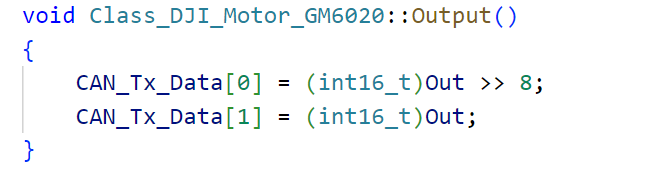 void Class_DJI_Motor_GM6020::Output()
{
    CAN_Tx_Data[0] = (int16_t)Out >> 8;
    CAN_Tx_Data[1] = (int16_t)Out;
}